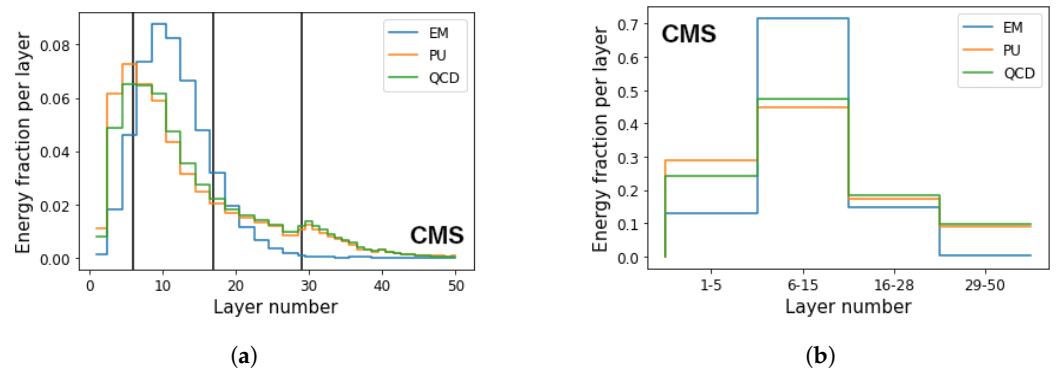 EM
PU
QCD
CMS
Energy fraction per layer
0.08
0.06
0.04
0.02
0.00
0 10 20 30 40 50
Layer number
(a)
CMS
EM
PU
QCD
Energy fraction per layer
0.7
0.6
0.5
0.4
0.3
0.2
0.1
0.0
1-5 6-15 16-28 29-50
Layer number
(b)